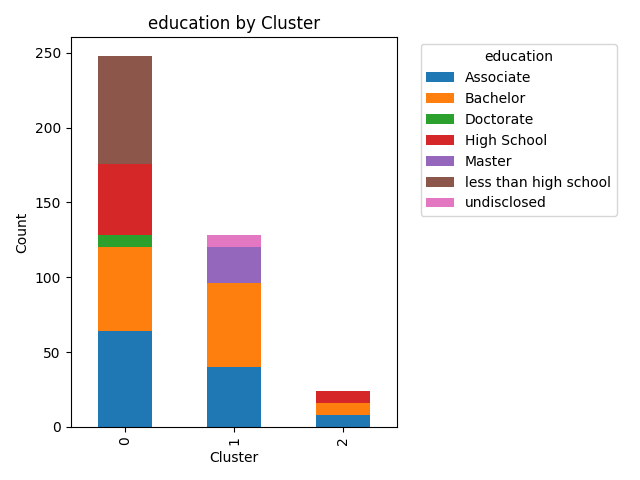 education by Cluster
250
200
150
100
50
0
Count
0
1
2
Cluster
education
Associate
Bachelor
Doctorate
High School
Master
less than high school
undisclosed